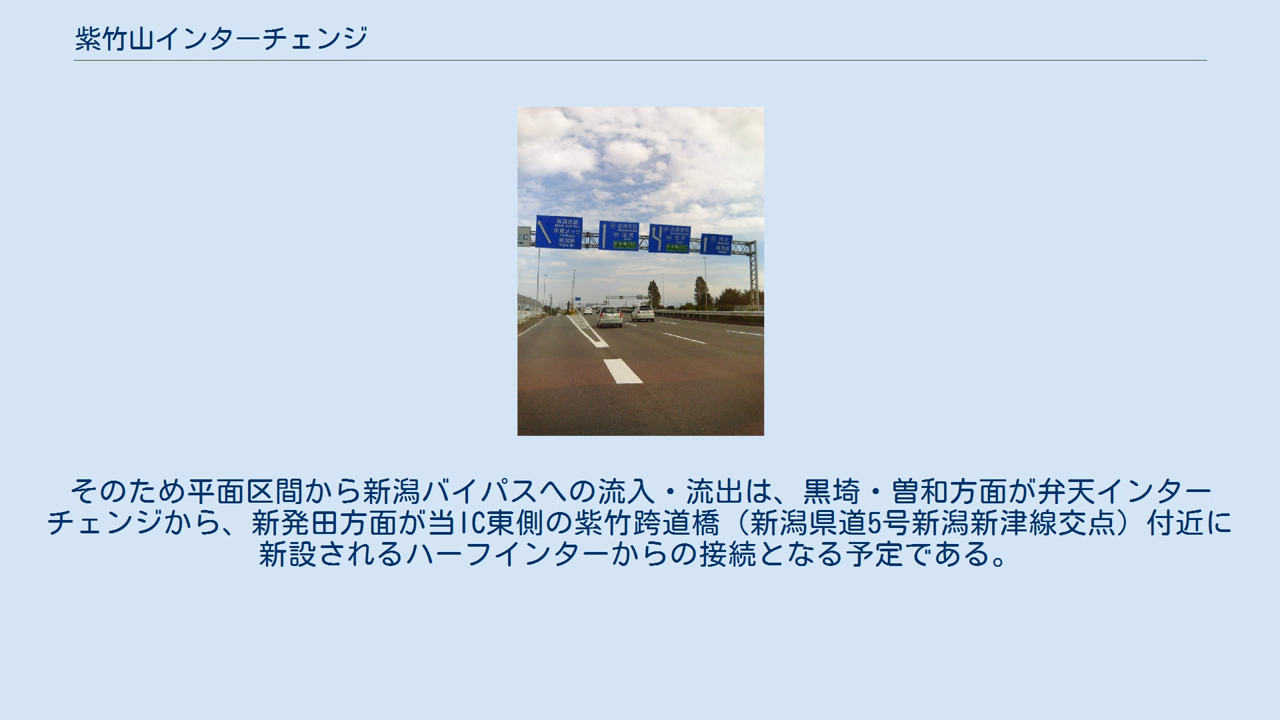 紫竹山インターチェンジ
そのため平面区間から新潟バイパスへの流入・流出は、黒埼・曽和方面が弁天インター
チェンジから、新発田方面が当IC東側の紫竹跨道橋（新潟県道5号新潟新津線交点）付近に
新設されるハーフインターからの接続となる予定である。